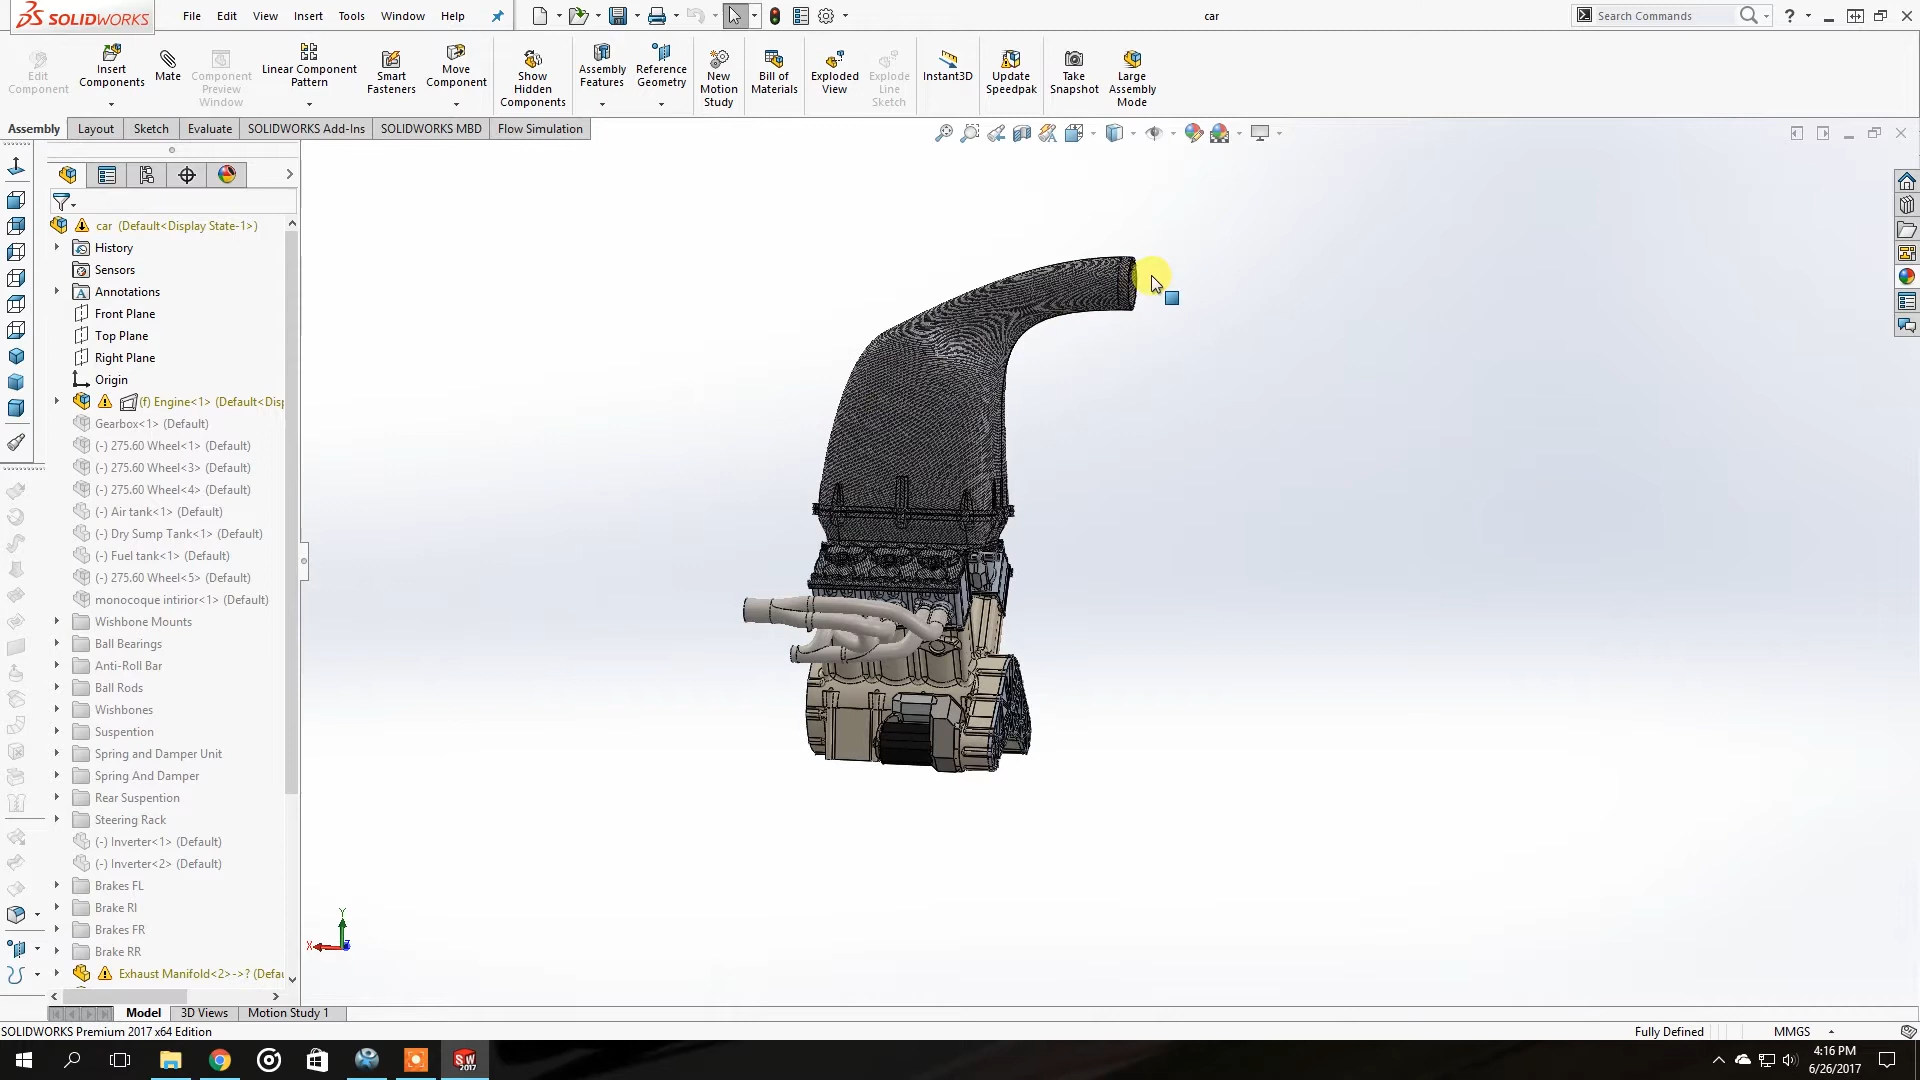 SOLIDWORKS
File Edit View Insert Tools Window Help
car
Search Commands
Edit Component
Insert Components
Mate
Component Preview Window
Linear Component Pattern
Smart Fasteners
Move Component
Show Hidden Components
Assembly Features
Reference Geometry
New Motion Study
Bill of Materials
Exploded View
Explode Line Sketch
Instant3D
Update Speedpak
Take Snapshot
Large Assembly Mode
Assembly Layout Sketch Evaluate SOLIDWORKS Add-Ins SOLIDWORKS MBD Flow Simulation
car (Default<Display State-1>)
History
Sensors
Annotations
Front Plane
Top Plane
Right Plane
Origin
(f) Engine<1> (Default<Disp
Gearbox<1> (Default)
(-) 275.60 Wheel<1> (Default)
(-) 275.60 Wheel<3> (Default)
(-) 275.60 Wheel<4> (Default)
(-) Air tank<1> (Default)
(-) Dry Sump Tank<1> (Default)
(-) Fuel tank<1> (Default)
(-) 275.60 Wheel<5> (Default)
monocoque intirior<1> (Default)
Wishbone Mounts
Ball Bearings
Anti-Roll Bar
Ball Rods
Wishbones
Suspention
Spring and Damper Unit
Spring And Damper
Rear Suspention
Steering Rack
(-) Inverter<1> (Default)
(-) Inverter<2> (Default)
Brakes FL
Brake RI
Brakes FR
Brake RR
Exhaust Manifold<2>->? (Defau
Y
X
Z
Model 3D Views Motion Study 1
SOLIDWORKS Premium 2017 x64 Edition
Fully Defined
MMGS
SW
2017
4:16 PM
6/26/2017